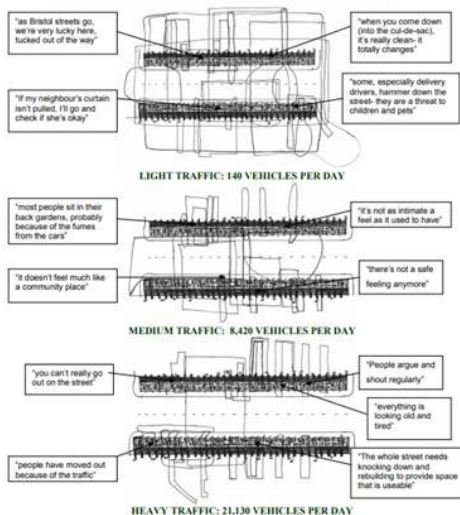 “as Bristol streets go,
we’re very lucky here,
tucked out of the way”
“when you come down
(into the cul-de-sac),
it’s really clean- it
totally changes”
“If my neighbour’s curtain
isn’t pulled, I’ll go and
check if she’s okay”
“some, especially delivery
drivers, hammer down the
street- they are a threat to
children and pets”
LIGHT TRAFFIC: 140 VEHICLES PER DAY
“most people sit in their
back gardens, probably
because of the fumes
from the cars”
“it’s not as intimate a
feel as it used to have”
“it doesn’t feel much like
a community place”
“there’s not a safe
feeling anymore”
MEDIUM TRAFFIC: 8,420 VEHICLES PER DAY
“you can’t really go
out on the street”
“People argue and
shout regularly”
“everything is
looking old and
tired”
“people have moved out
because of the traffic”
“The whole street needs
knocking down and
rebuilding to provide space
that is useable”
HEAVY TRAFFIC: 21,130 VEHICLES PER DAY